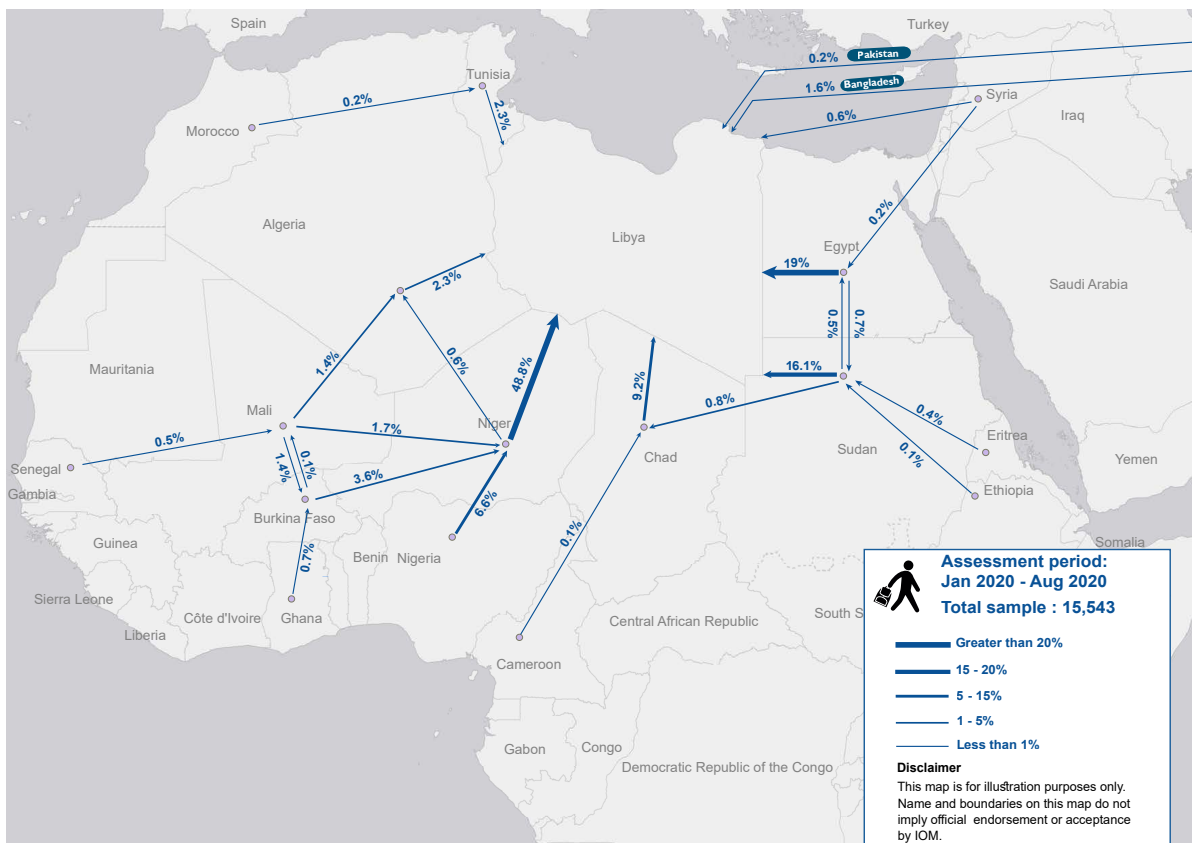 Spain
Turkey
0.2%
Pakistan
Tunisia
1.6%
Bangladesh
Syria
0.2%
2.3%
0.6%
Iraq
Morocco
Algeria
Libya
0.2%
Egypt
19%
2.3%
Saudi Arabia
0.5%
0.7%
1.4%
0.6%
48.8%
Mauritania
16.1%
9.2%
0.8%
Mali
Niger
0.4%
1.7%
0.5%
Eritrea
Senegal
1.4%
0.1%
3.6%
Chad
Sudan
0.1%
Yemen
Gambia
6.6%
Ethiopia
Burkina Faso
Guinea
0.7%
Benin
Nigeria
0.1%
Somalia
Sierra Leone
Côte d'Ivoire
Ghana
Liberia
Central African Republic
South S
Cameroon
Gabon
Congo
Democratic Republic of the Congo
Assessment period:
Jan 2020 - Aug 2020
Total sample : 15,543
Greater than 20%
15 - 20%
5 - 15%
1 - 5%
Less than 1%
Disclaimer
This map is for illustration purposes only.
Name and boundaries on this map do not
imply official endorsement or acceptance
by IOM.